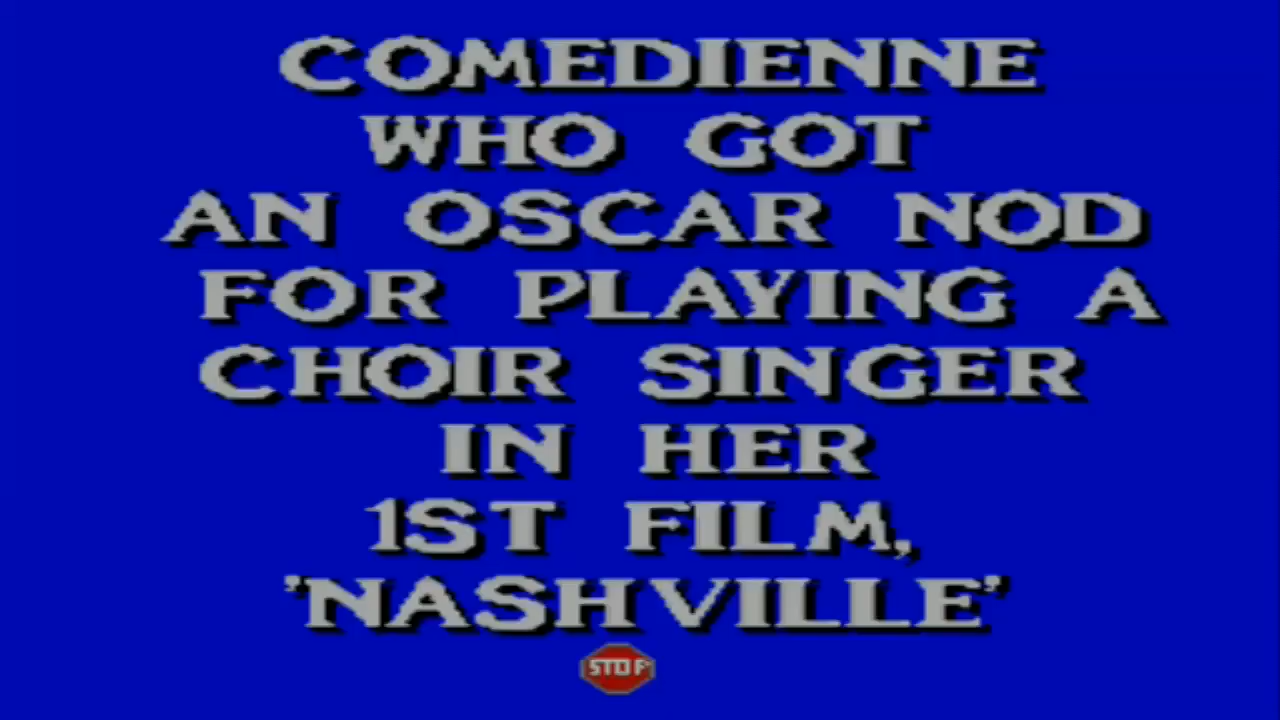 COMEDIENNE
WHO GOT
AN OSCAR NOD
FOR PLAYING A
CHOIR SINGER
IN HER
1ST FILM,
'NASHVILLE'
STOP